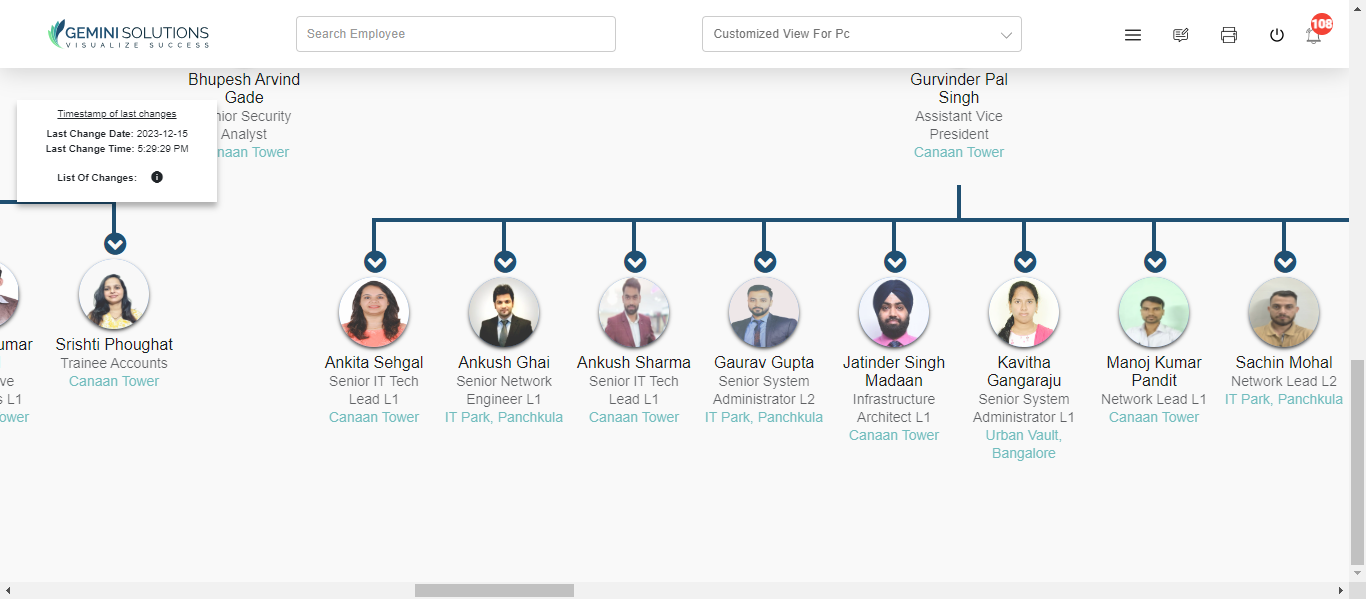 GEMINI SOLUTIONS
VISUALIZE SUCCESS
Search Employee
Customized View For Pc
108
Bhupesh Arvind
Gade
nior Security
Analyst
naan Tower
Gurvinder Pal
Singh
Assistant Vice
President
Canaan Tower
Timestamp of last changes
Last Change Date: 2023-12-15
Last Change Time: 5:29:29 PM
List Of Changes:
umar
ve
s L1
ower
Srishti Phoughat
Trainee Accounts
Canaan Tower
Ankita Sehgal
Senior IT Tech
Lead L1
Canaan Tower
Ankush Ghai
Senior Network
Engineer L1
IT Park, Panchkula
Ankush Sharma
Senior IT Tech
Lead L1
Canaan Tower
Gaurav Gupta
Senior System
Administrator L2
IT Park, Panchkula
Jatinder Singh
Madaan
Infrastructure
Architect L1
Canaan Tower
Kavitha
Gangaraju
Senior System
Administrator L1
Urban Vault,
Bangalore
Manoj Kumar
Pandit
Network Lead L1
Canaan Tower
Sachin Mohal
Network Lead L2
IT Park, Panchkula